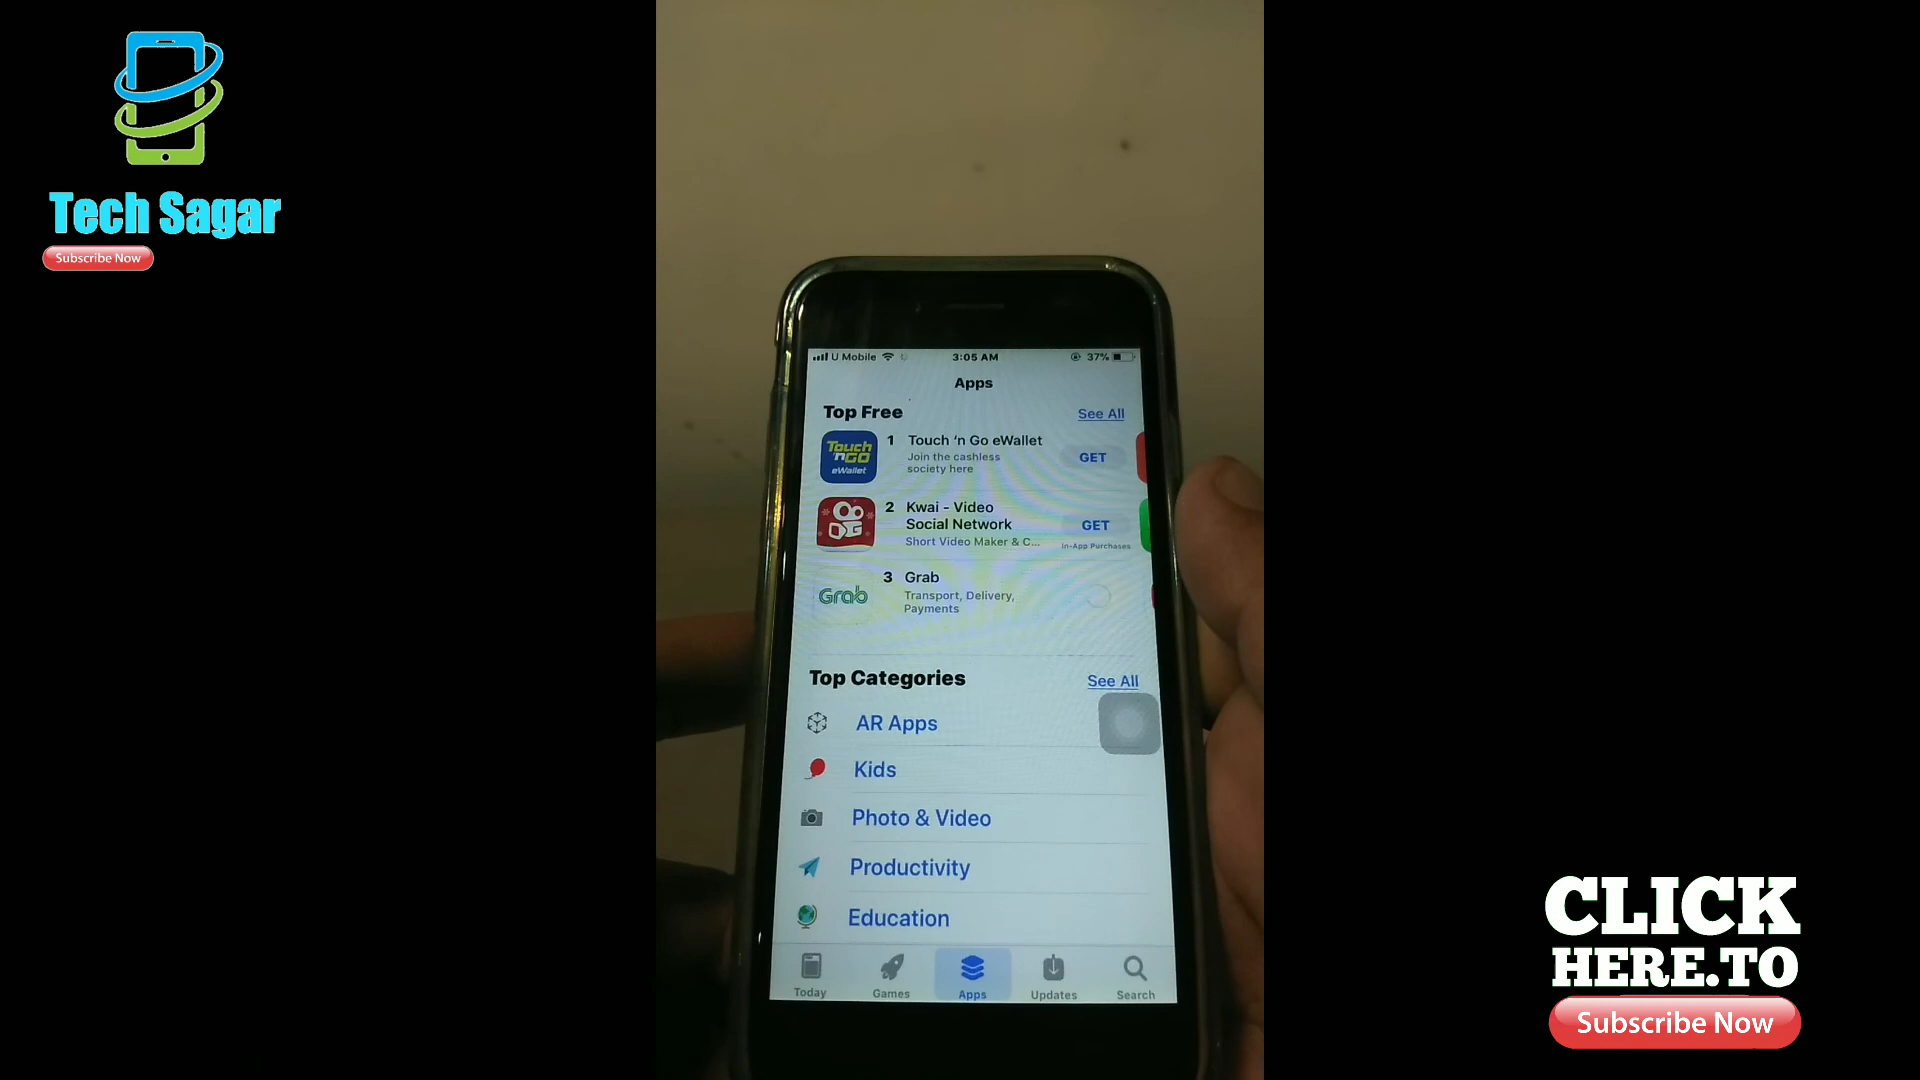 Tech Sagar
Subscribe Now
U Mobile
3:05 AM
37%
Apps
Top Free
See All
Touch 'n GO eWallet
1 Touch 'n Go eWallet
Join the cashless
society here
GET
2 Kwai - Video
Social Network
Short Video Maker & C...
GET
In-App Purchases
Grab
3 Grab
Transport, Delivery,
Payments
Top Categories
See All
AR Apps
Kids
Photo & Video
Productivity
Education
Today
Games
Apps
Updates
Search
CLICK
HERE.TO
Subscribe Now